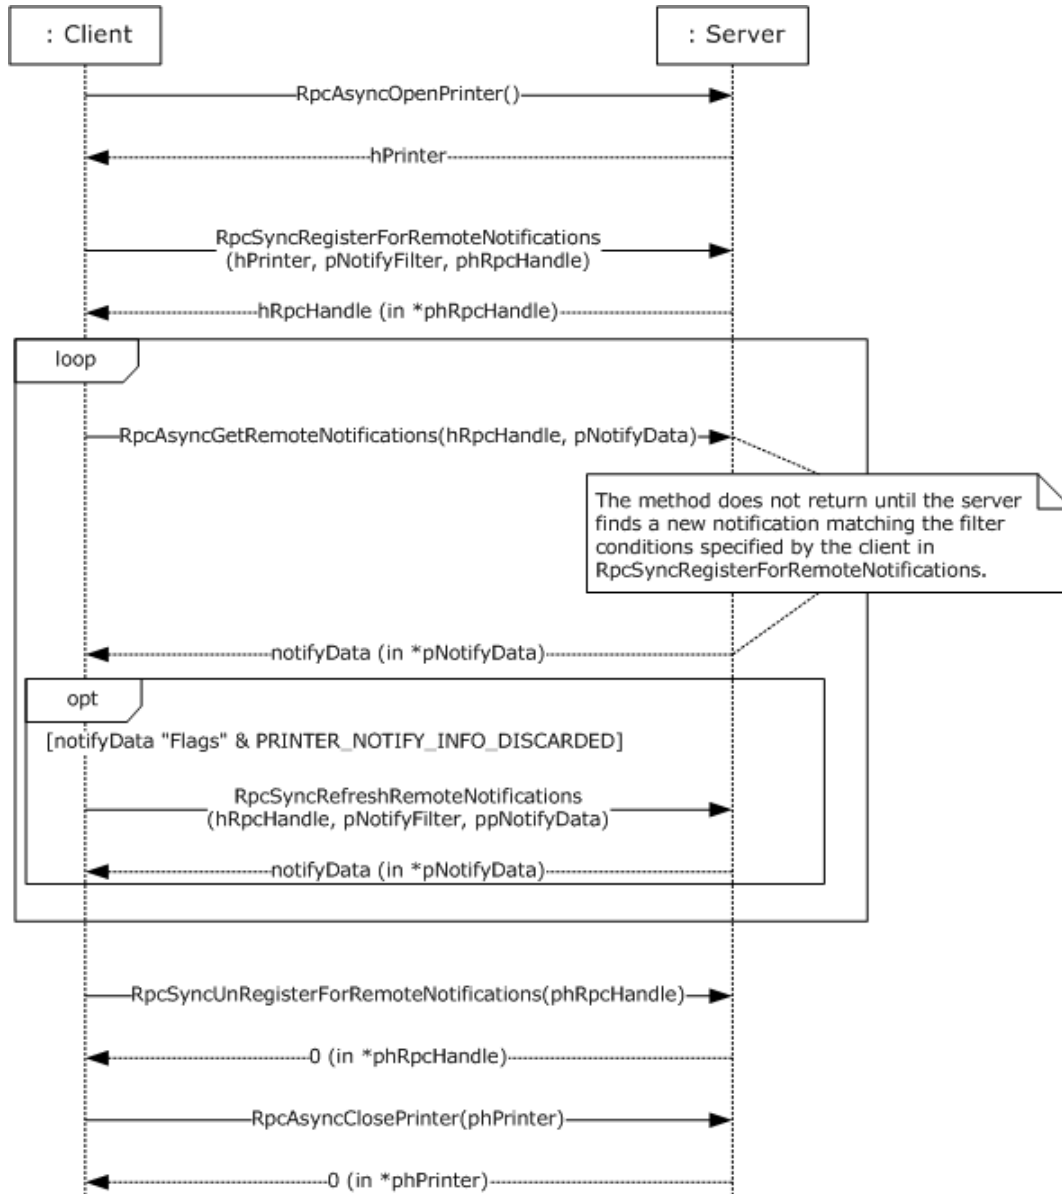 : Client
: Server
RpcAsyncOpenPrinter()
hPrinter
RpcSyncRegisterForRemoteNotifications
(hPrinter, pNotifyFilter, phRpcHandle)
hRpcHandle (in *phRpcHandle)
loop
RpcAsyncGetRemoteNotifications(hRpcHandle, pNotifyData)
The method does not return until the server
finds a new notification matching the filter
conditions specified by the client in
RpcSyncRegisterForRemoteNotifications.
notifyData (in *pNotifyData)
opt
[notifyData "Flags" & PRINTER_NOTIFY_INFO_DISCARDED]
RpcSyncRefreshRemoteNotifications
(hRpcHandle, pNotifyFilter, ppNotifyData)
notifyData (in *pNotifyData)
RpcSyncUnRegisterForRemoteNotifications(phRpcHandle)
0 (in *phRpcHandle)
RpcAsyncClosePrinter(phPrinter)
0 (in *phPrinter)